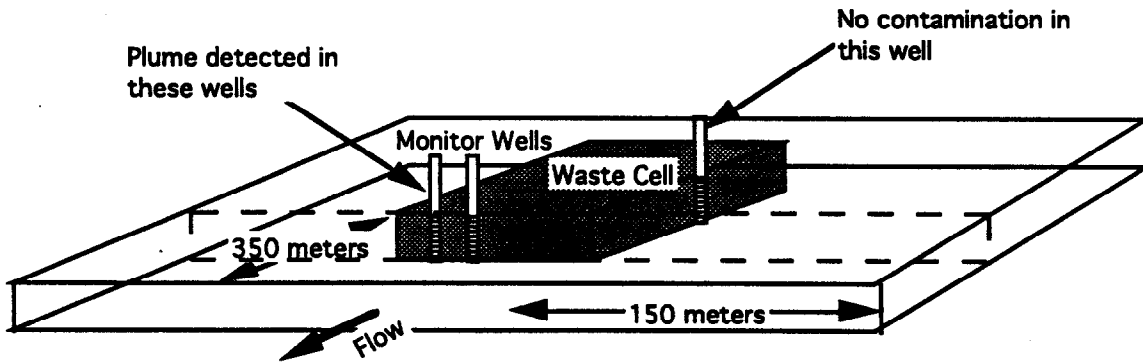 No contamination in
this well
Plume detected in
these wells
Monitor Wells
Waste Cell
350 meters
150 meters
Flow